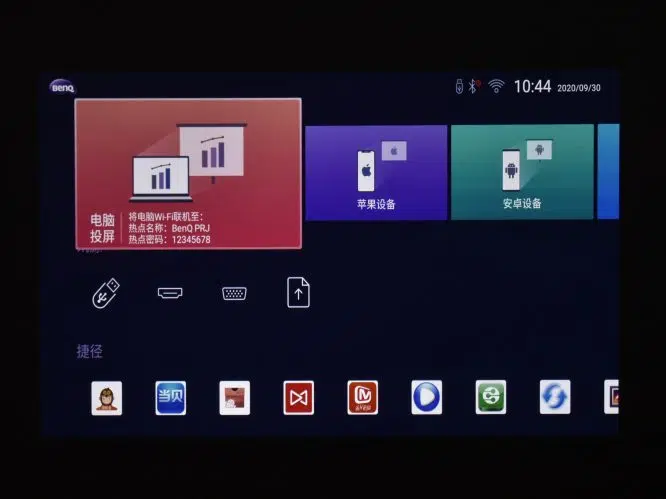 BenQ
10:44 2020/09/30
电脑
投屏
将电脑Wi-Fi联机至:
热点名称: BenQ PRJ
热点密码: 12345678
苹果设备
安卓设备
捷径
当贝